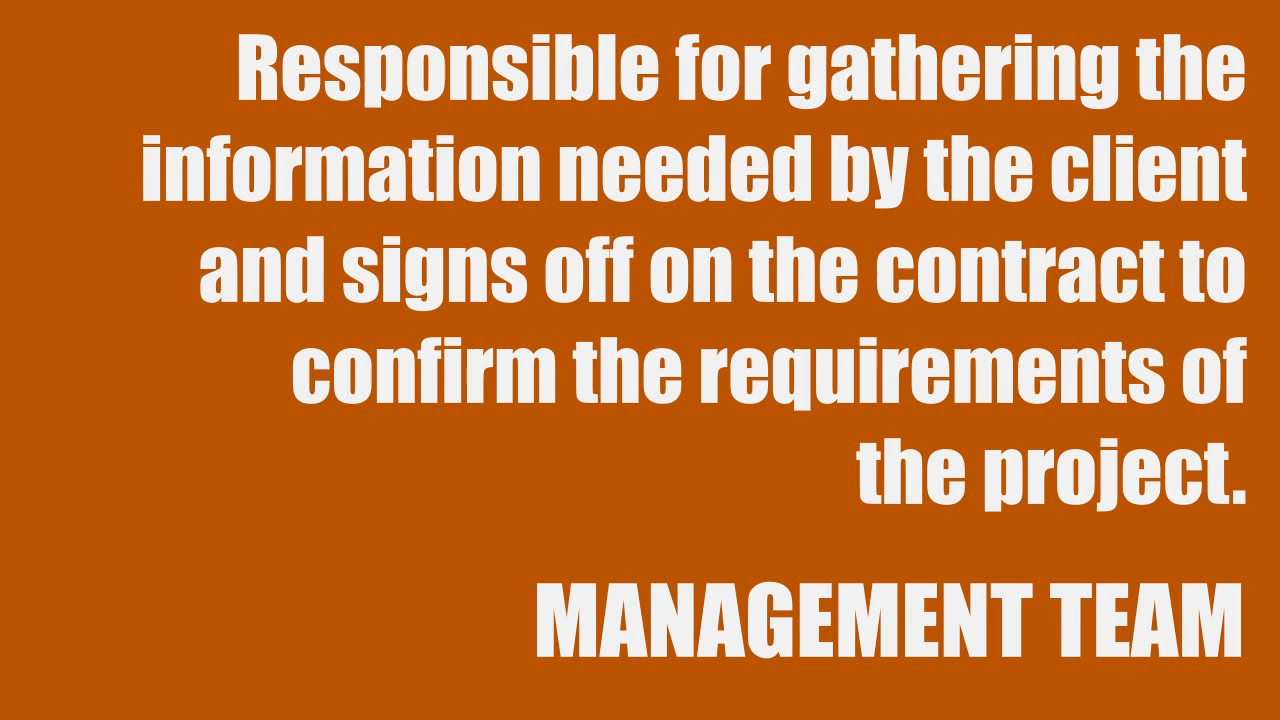 Responsible for gathering the
information needed by the client
and signs off on the contract to
confirm the requirements of
the project.
MANAGEMENT TEAM